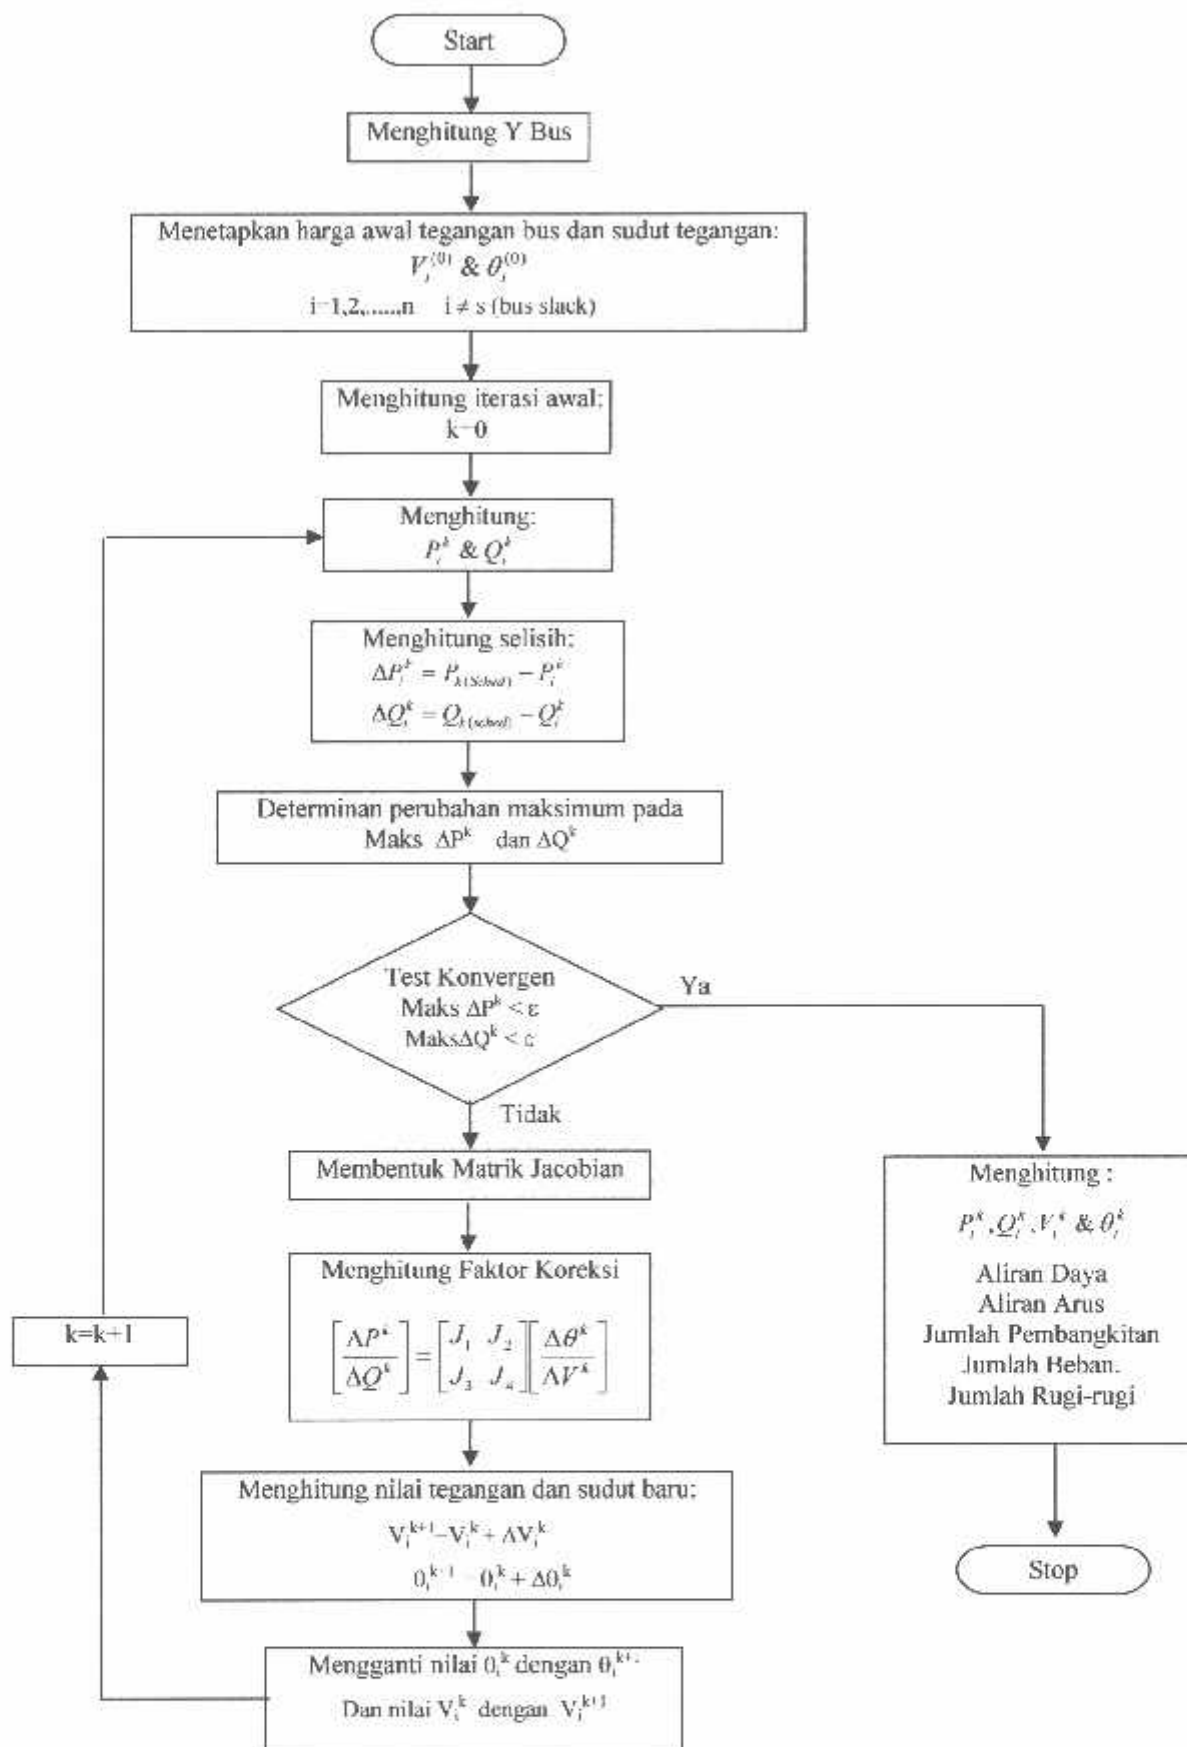 Start
Menghitung Y Bus
Menetapkan harga awal tegangan bus dan sudut tegangan:
V_i^(0) & θ_i^(0)
i=1,2,......,n i ≠ s (bus slack)
Menghitung iterasi awal:
k=0
Menghitung:
P_i^k & Q_i^k
Menghitung selisih:
ΔP_i^k = P_k(Sched) − P_i^k
ΔQ_i^k = Q_k(sched) − Q_i^k
Determinan perubahan maksimum pada
Maks ΔP^k dan ΔQ^k
Test Konvergen
Maks ΔP^k < ε
MaksΔQ^k < ε
Ya
Tidak
Membentuk Matrik Jacobian
Menghitung Faktor Koreksi
[ΔP^k / ΔQ^k] = [J_1 J_2 / J_3 J_4] [Δθ^k / ΔV^k]
Menghitung nilai tegangan dan sudut baru:
V_i^k+1 = V_i^k + ΔV_i^k
θ_i^k+1 = θ_i^k + Δθ_i^k
Mengganti nilai θ_i^k dengan θ_i^k+1
Dan nilai V_i^k dengan V_i^k+1
k=k+1
Menghitung :
P_i^k, Q_i^k, V_i^k & θ_i^k
Aliran Daya
Aliran Arus
Jumlah Pembangkitan
Jumlah Beban.
Jumlah Rugi-rugi
Stop